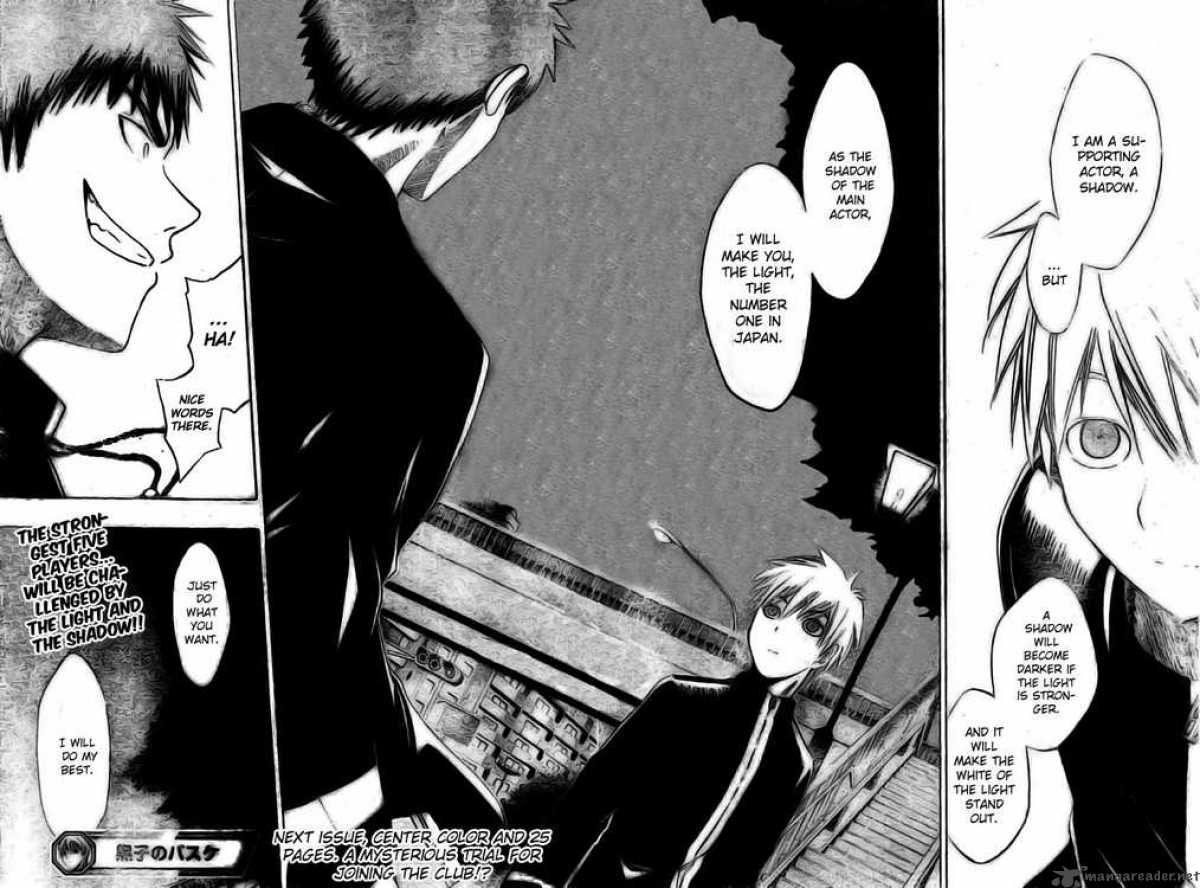 I AM A SU-
PPORTING
ACTOR, A
SHADOW.
...
BUT
A
SHADOW
WILL
BECOME
DARKER IF
THE LIGHT
IS STRON-
GER.
AND IT
WILL
MAKE THE
WHITE OF
THE LIGHT
STAND
OUT.
AS THE
SHADOW
OF THE
MAIN
ACTOR,
I WILL
MAKE YOU,
THE LIGHT,
THE
NUMBER
ONE IN
JAPAN.
...
HA!
NICE
WORDS
THERE.
JUST
DO
WHAT
YOU
WANT.
I WILL
DO MY
BEST.
THE STRON-
GEST FIVE
PLAYERS...
WILL BE CHA-
LLENGED BY
THE LIGHT AND
THE SHADOW!!
黒子のバスケ
NEXT ISSUE, CENTER COLOR AND 25
PAGES. A MYSTERIOUS TRIAL FOR
JOINING THE CLUB!?
mangareader.net